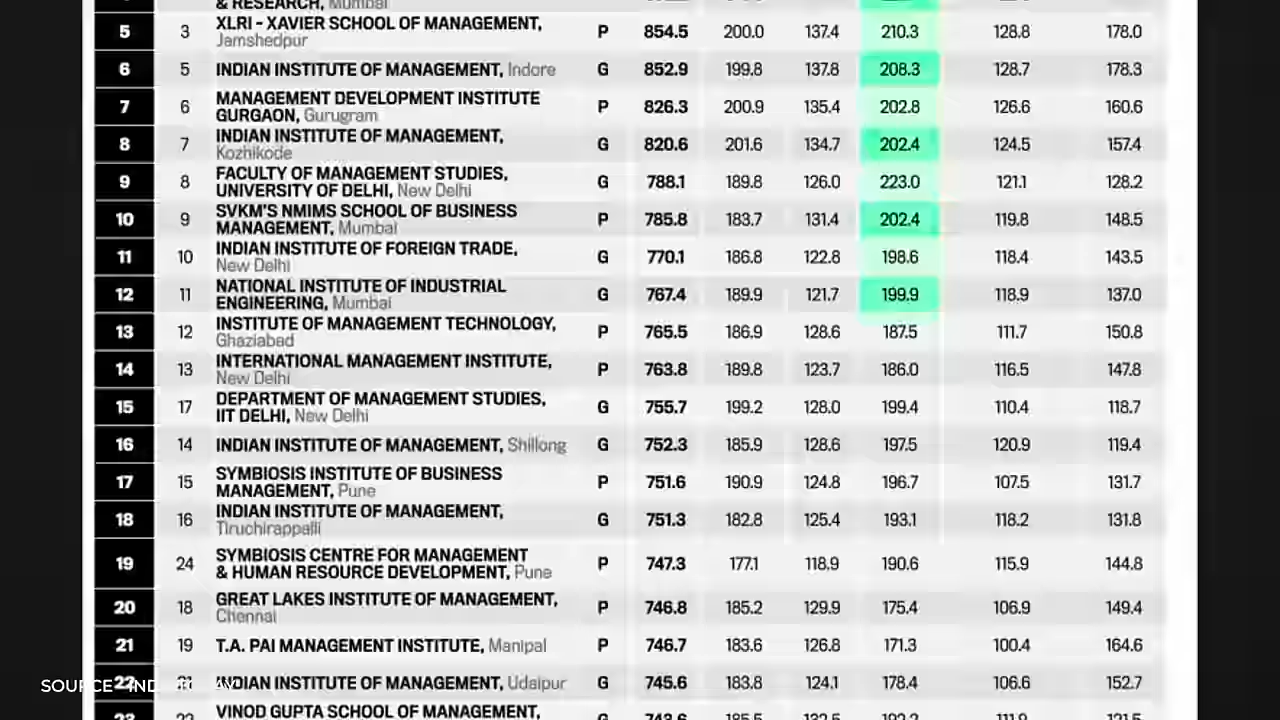 & RESEARCH, Mumbai
5 3 XLRI - XAVIER SCHOOL OF MANAGEMENT, P 854.5 200.0 137.4 210.3 128.8 178.0
Jamshedpur
6 5 INDIAN INSTITUTE OF MANAGEMENT, Indore G 852.9 199.8 137.8 208.3 128.7 178.3
7 6 MANAGEMENT DEVELOPMENT INSTITUTE P 826.3 200.9 135.4 202.8 126.6 160.6
GURGAON, Gurugram
8 7 INDIAN INSTITUTE OF MANAGEMENT, G 820.6 201.6 134.7 202.4 124.5 157.4
Kozhikode
9 8 FACULTY OF MANAGEMENT STUDIES, G 788.1 189.8 126.0 223.0 121.1 128.2
UNIVERSITY OF DELHI, New Delhi
10 9 SVKM'S NMIMS SCHOOL OF BUSINESS P 785.8 183.7 131.4 202.4 119.8 148.5
MANAGEMENT, Mumbai
11 10 INDIAN INSTITUTE OF FOREIGN TRADE, G 770.1 186.8 122.8 198.6 118.4 143.5
New Delhi
12 11 NATIONAL INSTITUTE OF INDUSTRIAL G 767.4 189.9 121.7 199.9 118.9 137.0
ENGINEERING, Mumbai
13 12 INSTITUTE OF MANAGEMENT TECHNOLOGY, P 765.5 186.9 128.6 187.5 111.7 150.8
Ghaziabad
14 13 INTERNATIONAL MANAGEMENT INSTITUTE, P 763.8 189.8 123.7 186.0 116.5 147.8
New Delhi
15 17 DEPARTMENT OF MANAGEMENT STUDIES, G 755.7 199.2 128.0 199.4 110.4 118.7
IIT DELHI, New Delhi
16 14 INDIAN INSTITUTE OF MANAGEMENT, Shillong G 752.3 185.9 128.6 197.5 120.9 119.4
17 15 SYMBIOSIS INSTITUTE OF BUSINESS P 751.6 190.9 124.8 196.7 107.5 131.7
MANAGEMENT, Pune
18 16 INDIAN INSTITUTE OF MANAGEMENT, G 751.3 182.8 125.4 193.1 118.2 131.8
Tiruchirappalli
19 24 SYMBIOSIS CENTRE FOR MANAGEMENT P 747.3 177.1 118.9 190.6 115.9 144.8
& HUMAN RESOURCE DEVELOPMENT, Pune
20 18 GREAT LAKES INSTITUTE OF MANAGEMENT, P 746.8 185.2 129.9 175.4 106.9 149.4
Chennai
21 19 T.A. PAI MANAGEMENT INSTITUTE, Manipal P 746.7 183.6 126.8 171.3 100.4 164.6
22 INDIAN INSTITUTE OF MANAGEMENT, Udaipur G 745.6 183.8 124.1 178.4 106.6 152.7
SOURCE
VINOD GUPTA SCHOOL OF MANAGEMENT,